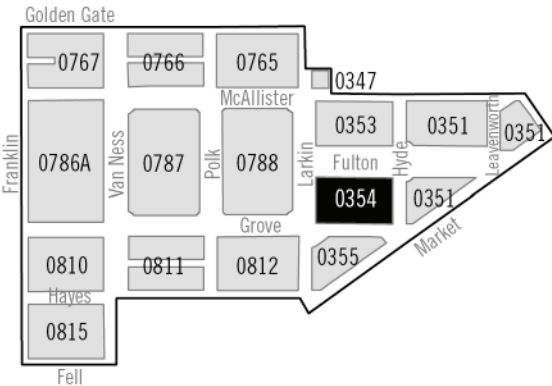 Golden Gate
0767
0766
0765
0347
McAllister
0353
0351
Leavenworth
0351
Franklin
0786A
Van Ness
0787
Polk
0788
Larkin
Fulton
Hyde
0354
0351
Grove
Market
0810
0811
0812
0355
Hayes
0815
Fell